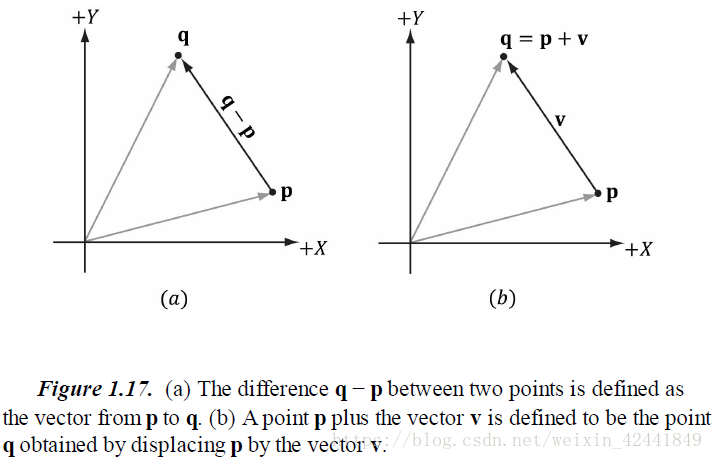 +Y
q
q − p
p
+X
(a)
+Y
q = p + v
v
p
+X
(b)
Figure 1.17. (a) The difference q − p between two points is defined as
the vector from p to q. (b) A point p plus the vector v is defined to be the point
q obtained by displacing p by the vector v.
https://blog.csdn.net/weixin_42441849